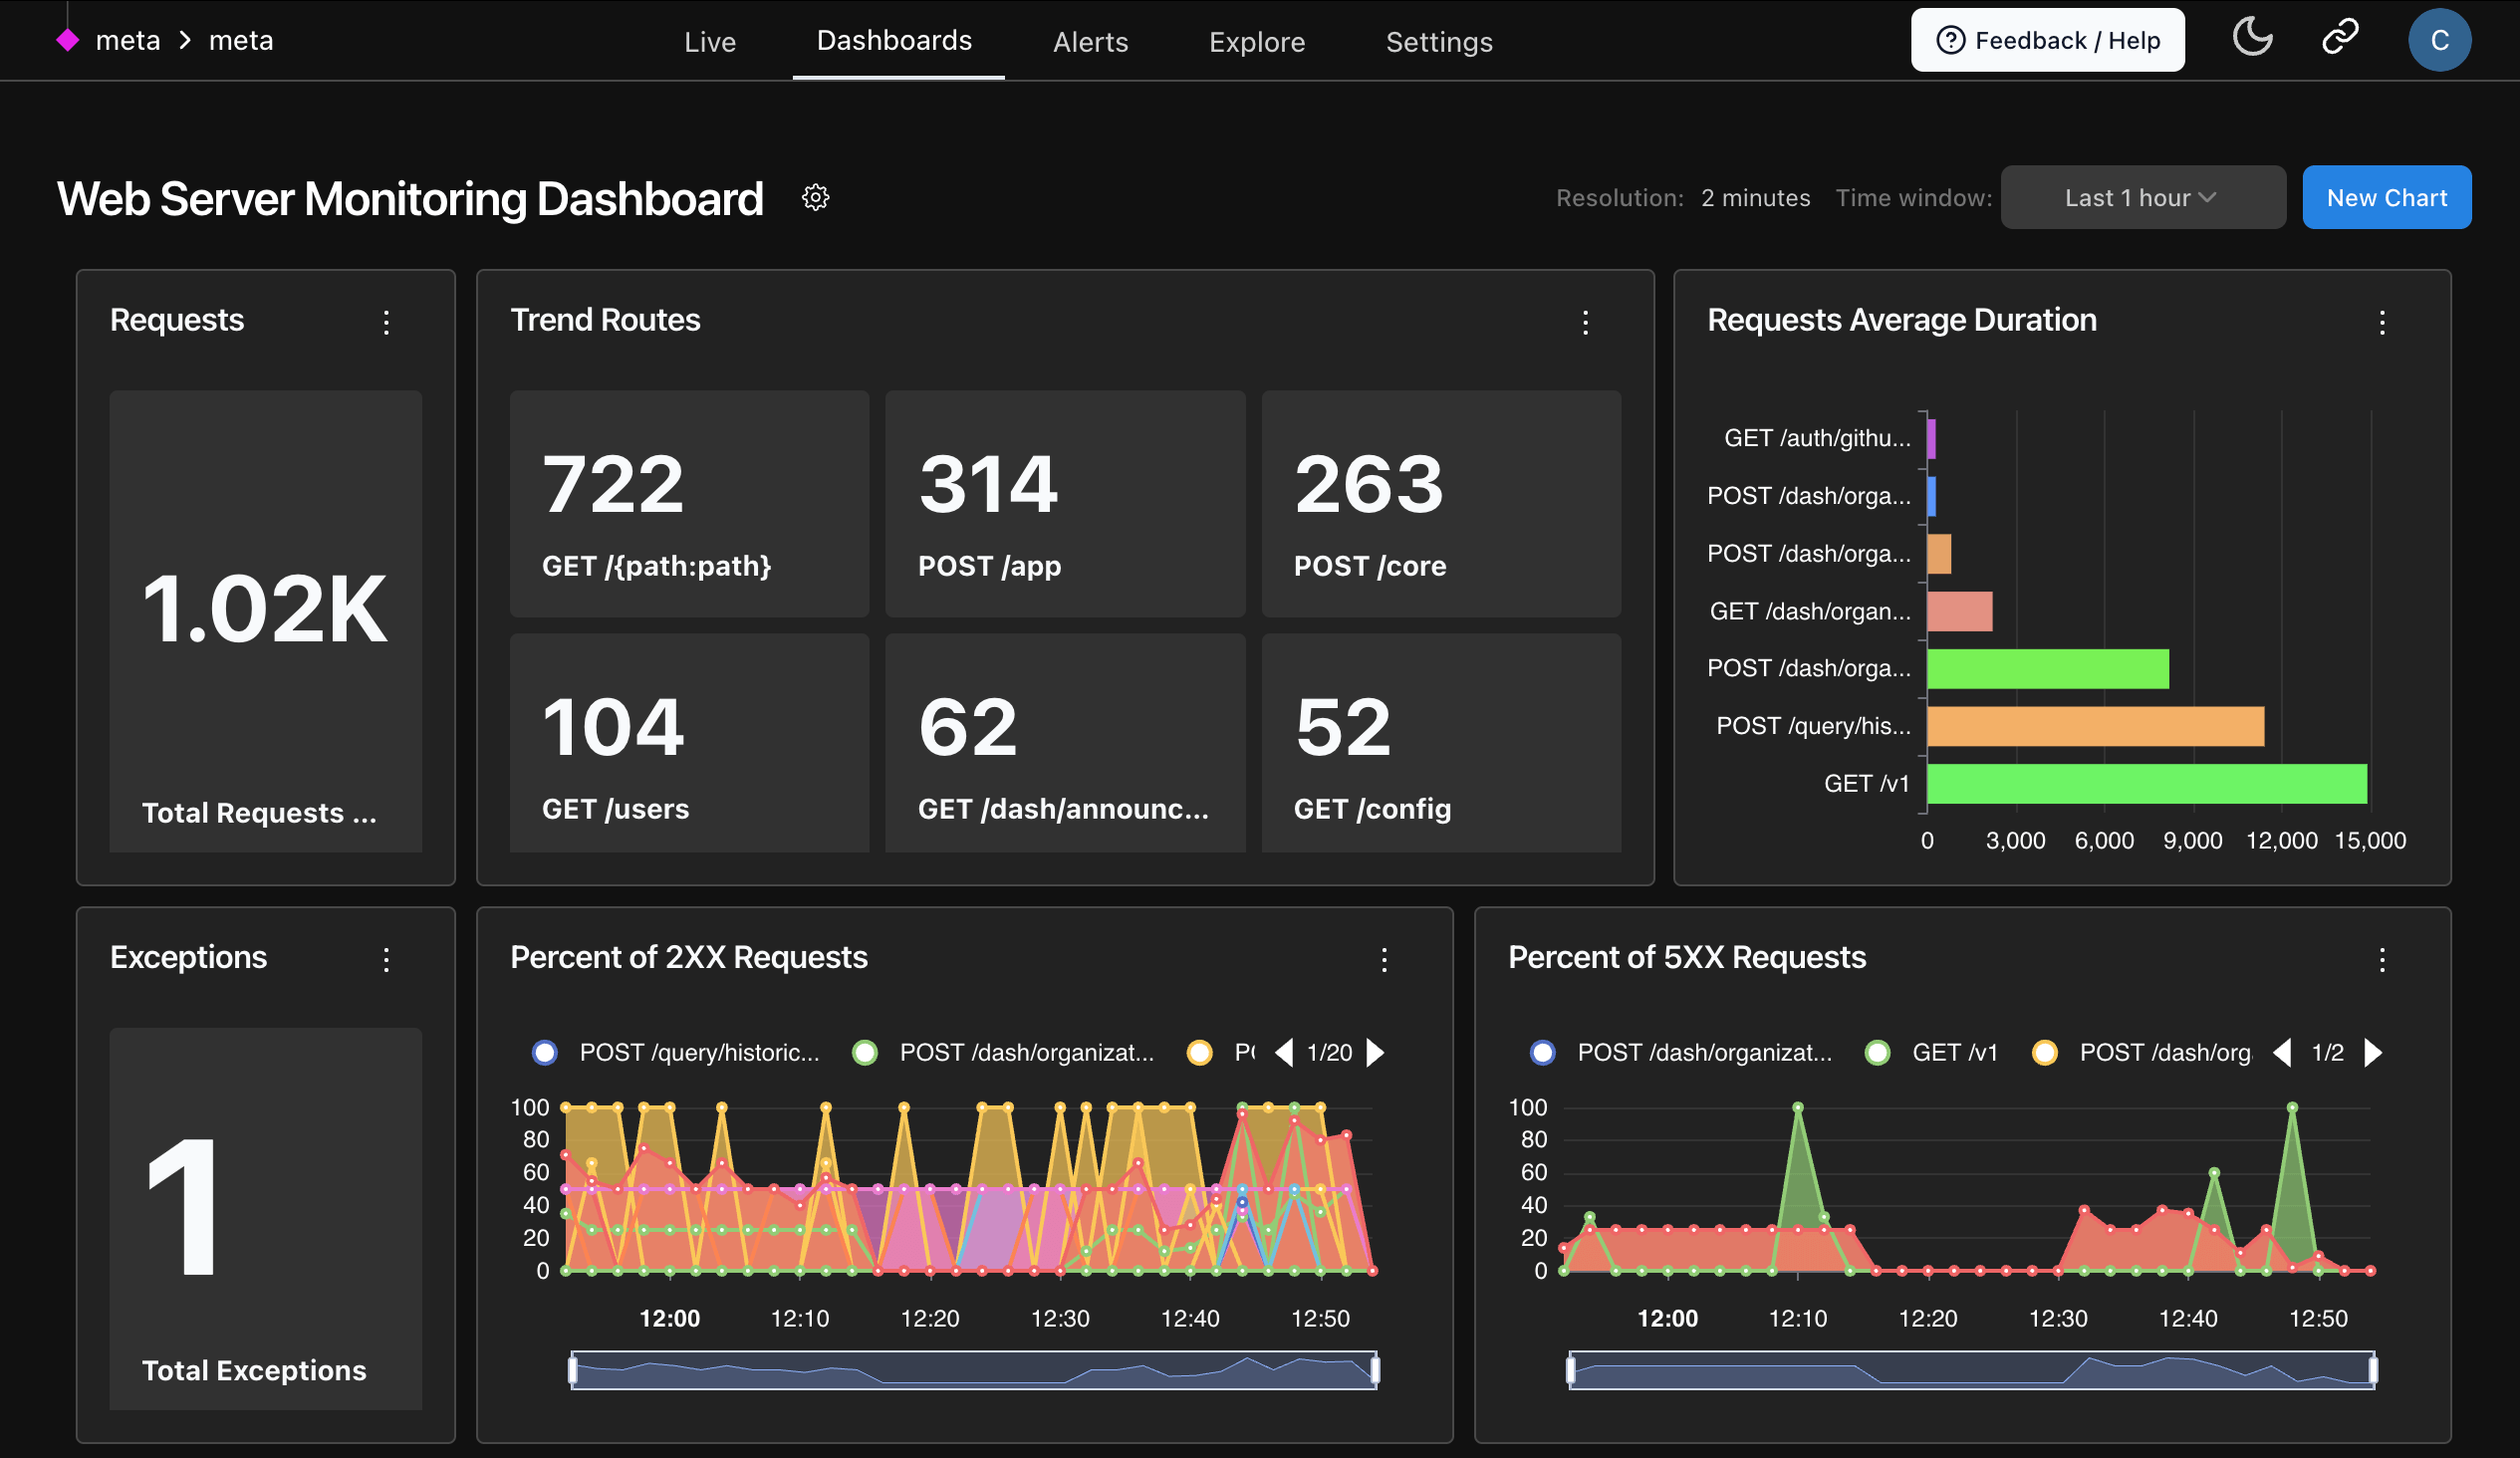 meta > meta
Live
Dashboards
Alerts
Explore
Settings
Feedback / Help
C
Web Server Monitoring Dashboard
Resolution: 2 minutes
Time window: Last 1 hour
New Chart
Requests
1.02K
Total Requests ...
Trend Routes
722
GET /{path:path}
314
POST /app
263
POST /core
104
GET /users
62
GET /dash/announc...
52
GET /config
Requests Average Duration
GET /auth/githu...
POST /dash/orga...
POST /dash/orga...
GET /dash/organ...
POST /dash/orga...
POST /query/his...
GET /v1
0 3,000 6,000 9,000 12,000 15,000
Exceptions
1
Total Exceptions
Percent of 2XX Requests
POST /query/historic... POST /dash/organizat... PO 1/20
100
80
60
40
20
0
12:00 12:10 12:20 12:30 12:40 12:50
Percent of 5XX Requests
POST /dash/organizat... GET /v1 POST /dash/org 1/2
100
80
60
40
20
0
12:00 12:10 12:20 12:30 12:40 12:50